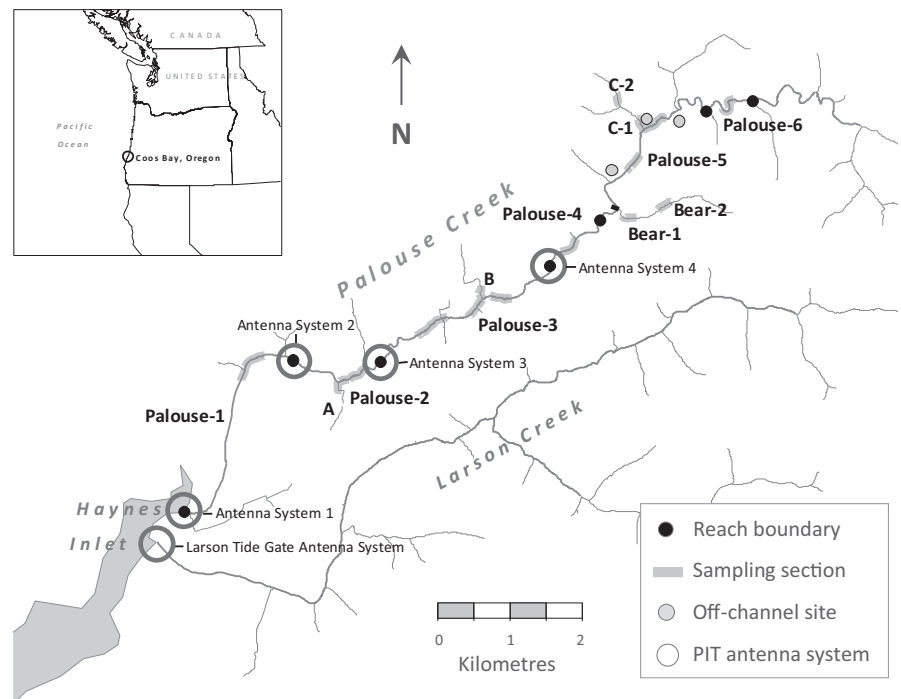 CANADA
UNITED STATES
Pacific
Ocean
Coos Bay, Oregon
N
C-2
C-1
Palouse-6
Palouse-5
Palouse-4
Bear-2
Bear-1
Palouse Creek
Antenna System 4
B
Palouse-3
Antenna System 2
Antenna System 3
Palouse-2
A
Palouse-1
Larson Creek
Haynes
Inlet
Antenna System 1
Larson Tide Gate Antenna System
Reach boundary
Sampling section
Off-channel site
PIT antenna system
0 1 2
Kilometres